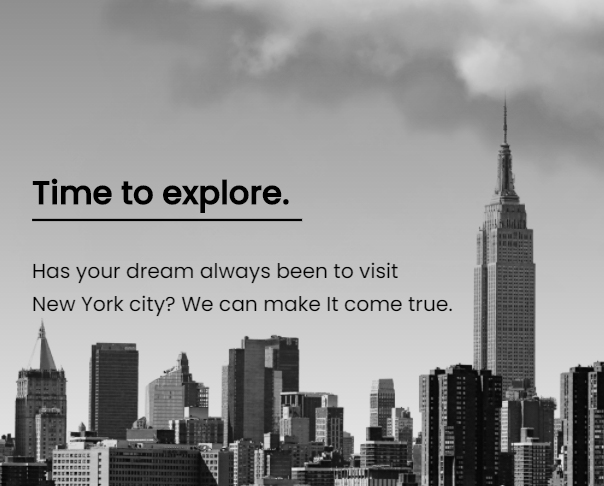 Time to explore.
Has your dream always been to visit
New York city? We can make It come true.